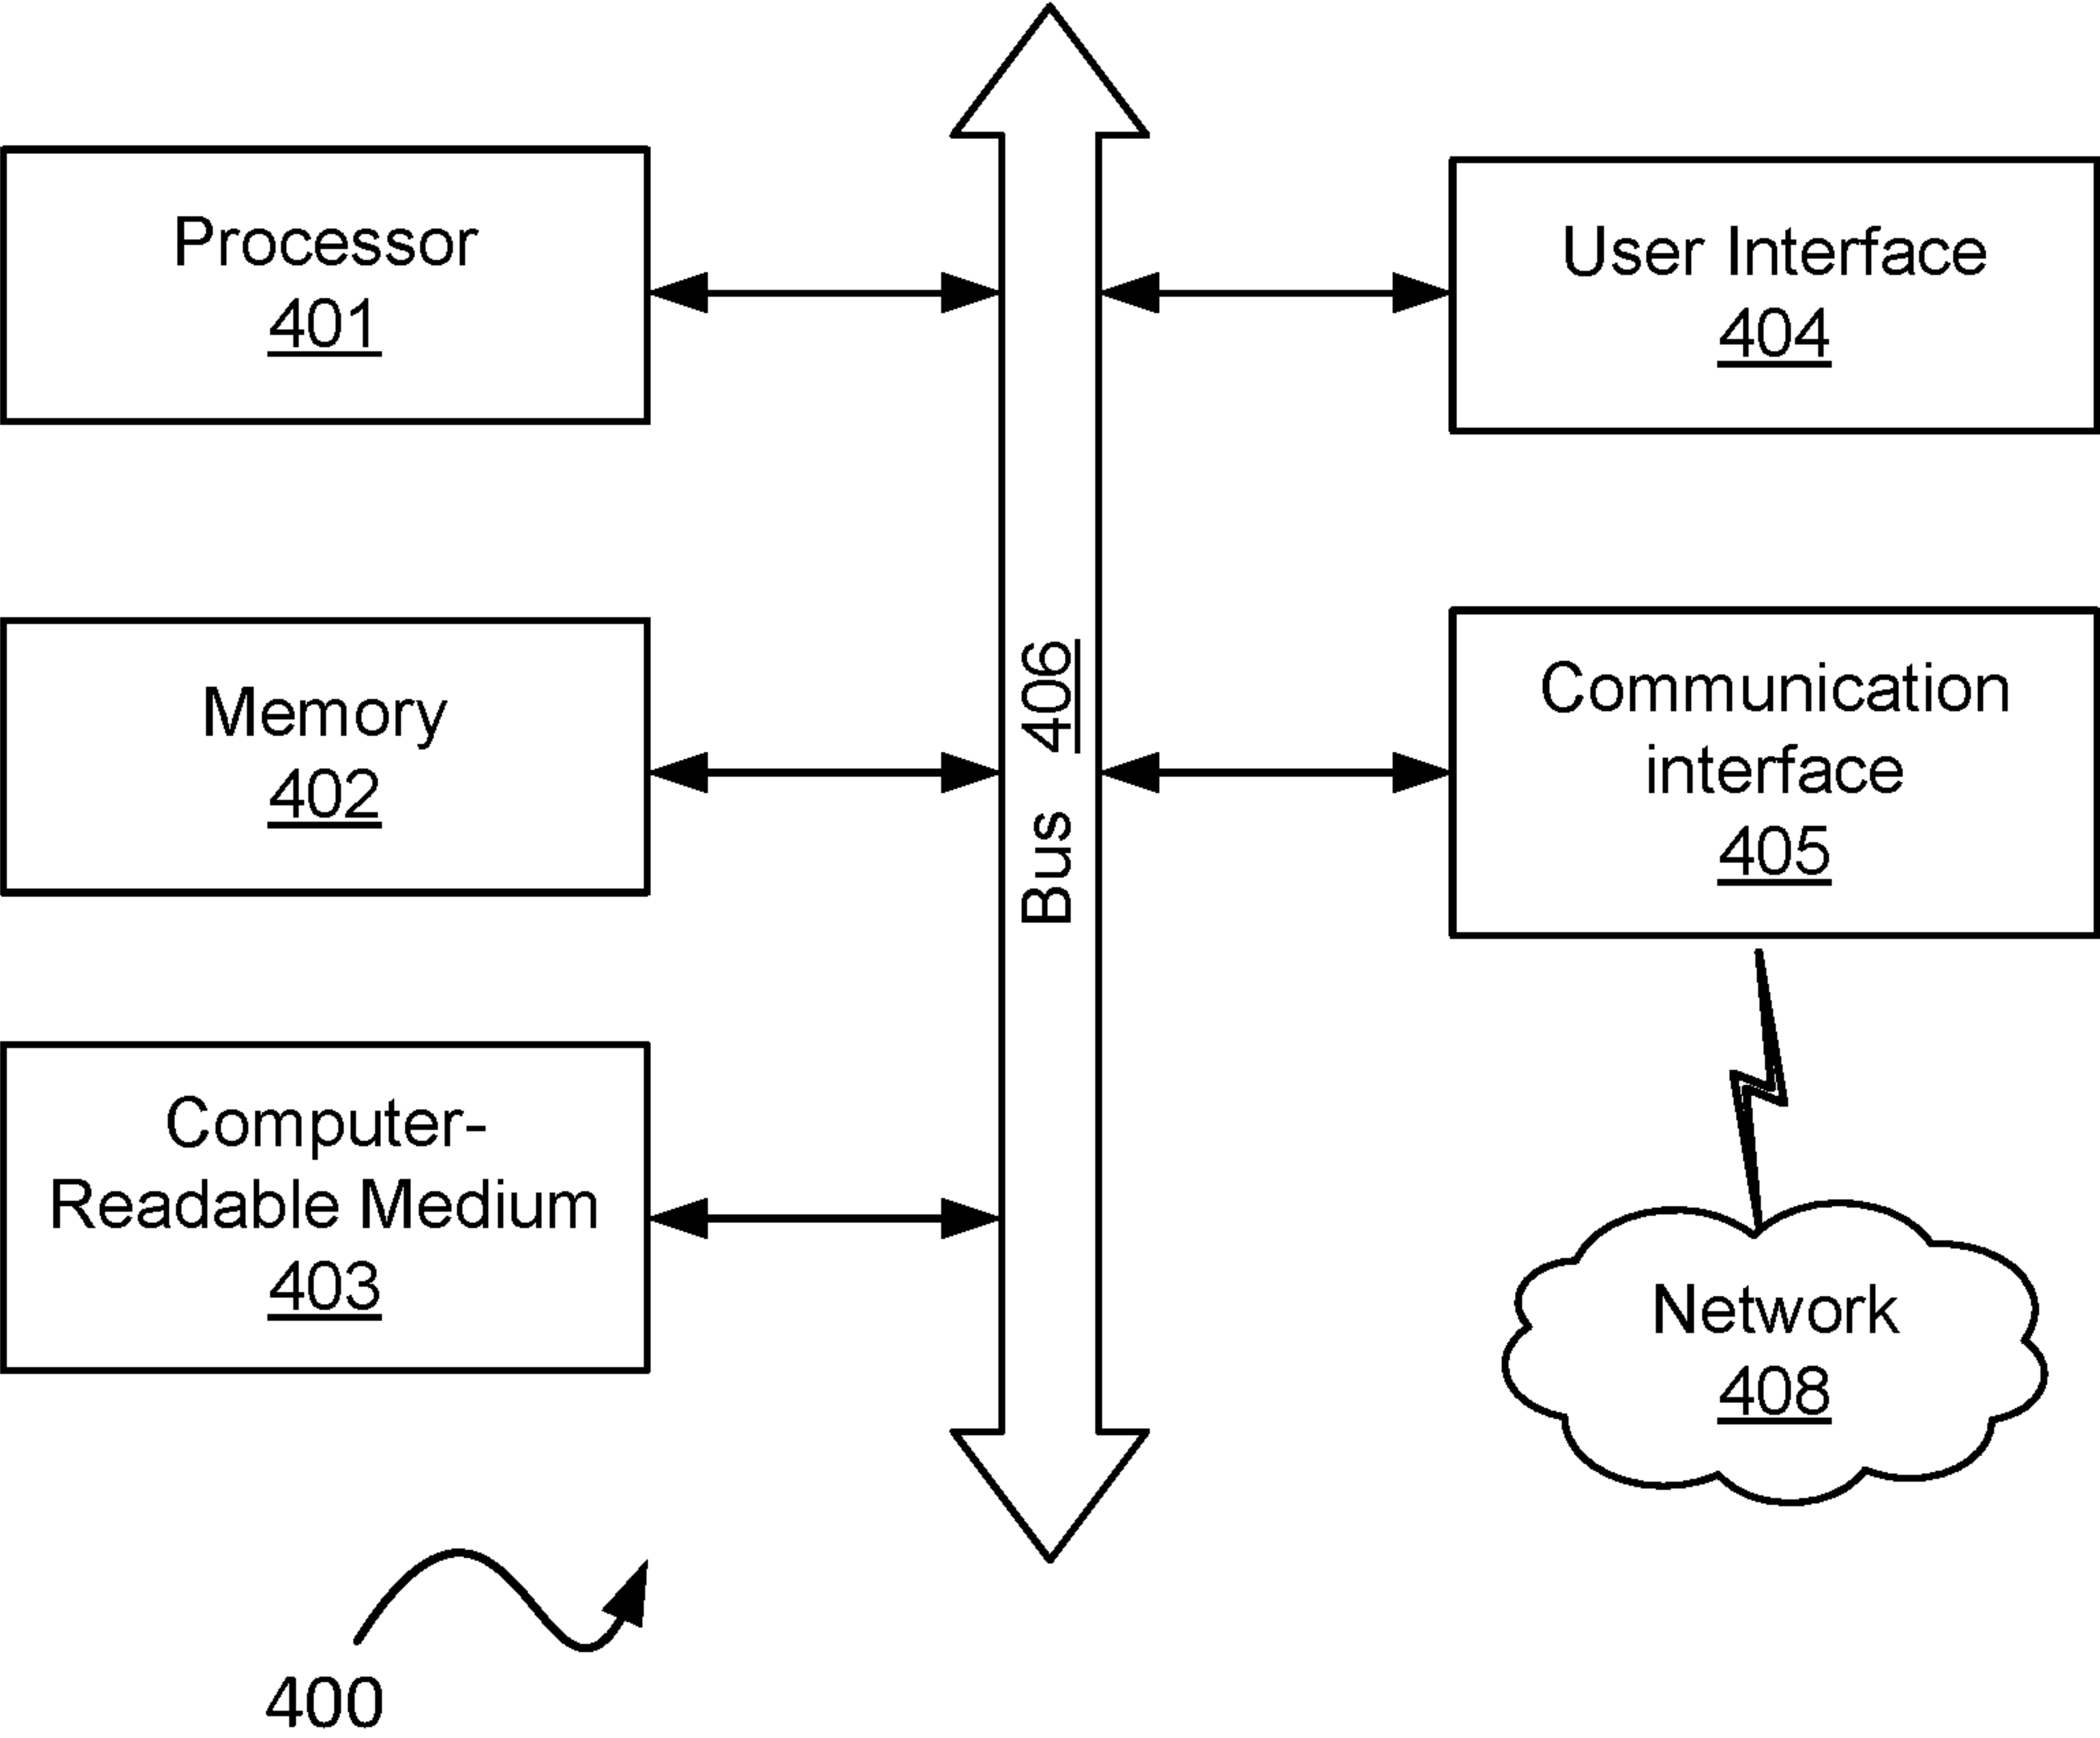 Processor
401
User Interface
404
Memory
402
Bus 406
Communication
interface
405
Computer-
Readable Medium
403
Network
408
400